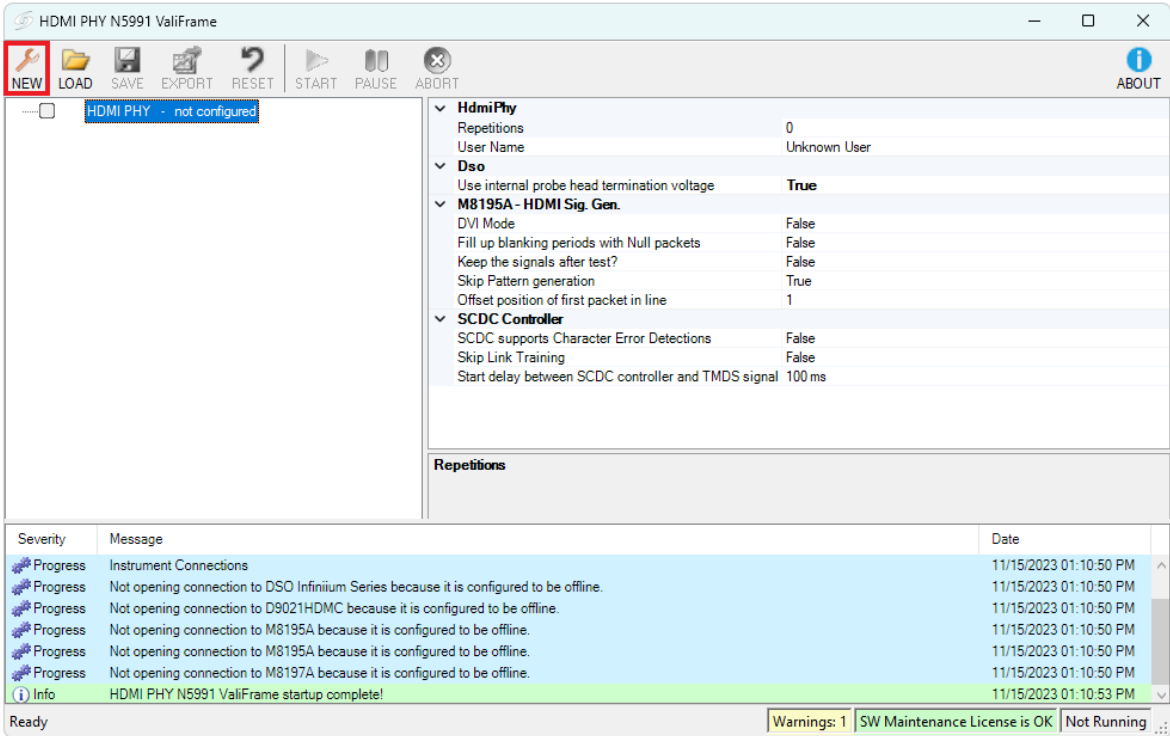 HDMI PHY N5991 ValiFrame
NEW LOAD SAVE EXPORT RESET START PAUSE ABORT ABOUT
HDMI PHY - not configured
HdmiPhy
Repetitions 0
User Name Unknown User
Dso
Use internal probe head termination voltage True
M8195A - HDMI Sig. Gen.
DVI Mode False
Fill up blanking periods with Null packets False
Keep the signals after test? False
Skip Pattern generation True
Offset position of first packet in line 1
SCDC Controller
SCDC supports Character Error Detections False
Skip Link Training False
Start delay between SCDC controller and TMDS signal 100 ms
Repetitions
Severity Message Date
Progress Instrument Connections 11/15/2023 01:10:50 PM
Progress Not opening connection to DSO Infiniium Series because it is configured to be offline. 11/15/2023 01:10:50 PM
Progress Not opening connection to D9021HDMC because it is configured to be offline. 11/15/2023 01:10:50 PM
Progress Not opening connection to M8195A because it is configured to be offline. 11/15/2023 01:10:50 PM
Progress Not opening connection to M8195A because it is configured to be offline. 11/15/2023 01:10:50 PM
Progress Not opening connection to M8197A because it is configured to be offline. 11/15/2023 01:10:50 PM
Info HDMI PHY N5991 ValiFrame startup complete! 11/15/2023 01:10:53 PM
Ready Warnings: 1 SW Maintenance License is OK Not Running